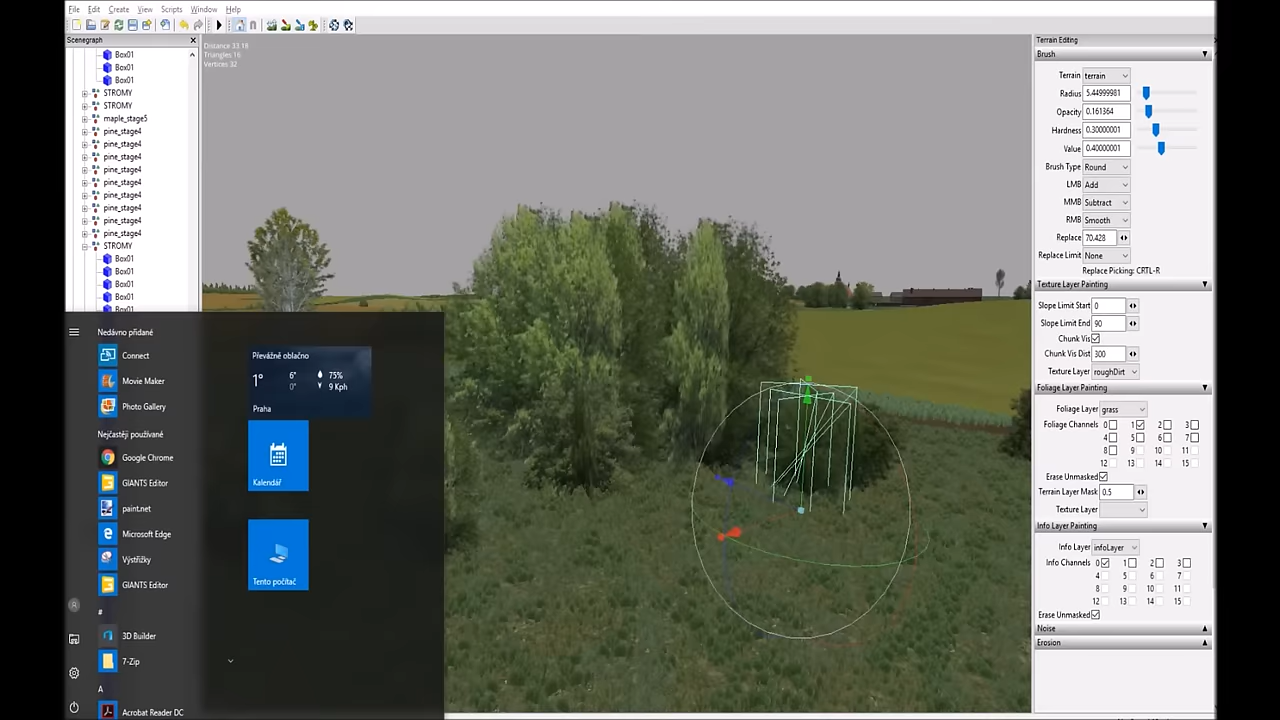 File Edit Create View Scripts Window Help
Scenegraph
Box01
Box01
Box01
STROMY
STROMY
maple_stage5
pine_stage4
pine_stage4
pine_stage4
pine_stage4
pine_stage4
pine_stage4
pine_stage4
pine_stage4
pine_stage4
STROMY
Box01
Box01
Box01
Box01
Box01
Distance 33.18
Triangles 16
Vertices 32
Nedávno přidané
Connect
Movie Maker
Photo Gallery
Nejčastěji používané
Google Chrome
GIANTS Editor
paint.net
Microsoft Edge
Výstřižky
GIANTS Editor
#
3D Builder
7-Zip
A
Acrobat Reader DC
Převážně oblačno
1° 6° 75%
0° 9 Kph
Praha
Kalendář
Tento počítač
Terrain Editing
Brush
Terrain terrain
Radius 5.44999981
Opacity 0.161364
Hardness 0.30000001
Value 0.40000001
Brush Type Round
LMB Add
MMB Subtract
RMB Smooth
Replace 70.428
Replace Limit None
Replace Picking: CRTL-R
Texture Layer Painting
Slope Limit Start 0
Slope Limit End 90
Chunk Vis
Chunk Vis Dist 300
Texture Layer roughDirt
Foliage Layer Painting
Foliage Layer grass
Foliage Channels 0 1 2 3
4 5 6 7
8 9 10 11
12 13 14 15
Erase Unmasked
Terrain Layer Mask 0.5
Texture Layer
Info Layer Painting
Info Layer infoLayer
Info Channels 0 1 2 3
4 5 6 7
8 9 10 11
12 13 14 15
Erase Unmasked
Noise
Erosion